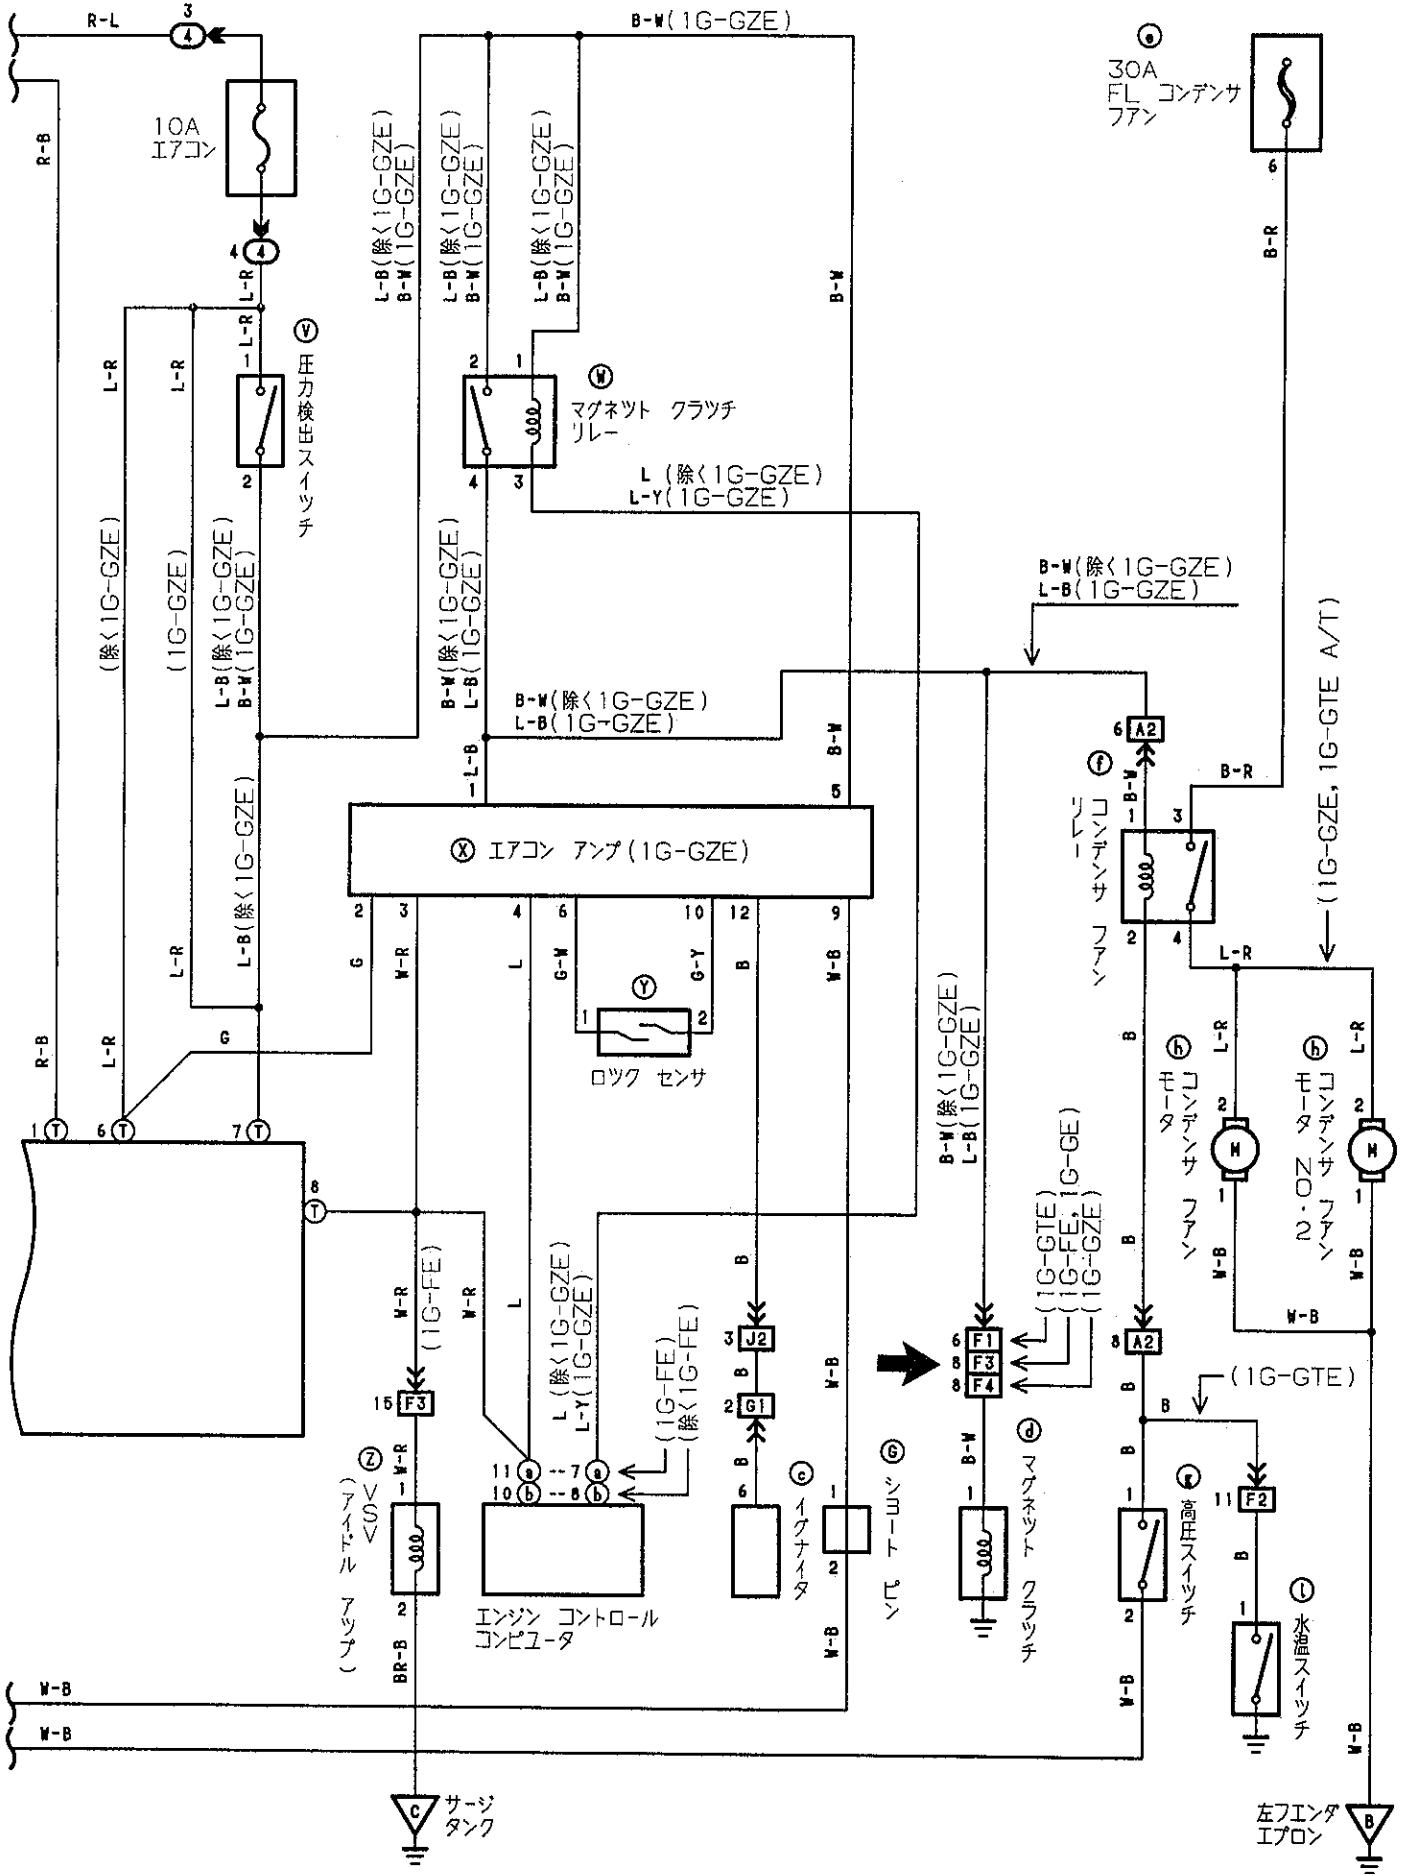 R-L
3
4
R-B
10A
エアコン
4
4
L-R
L-R
L-R
L-R
1
2
Ⓥ
圧力検出スイッチ
(除く1G-GZE)
(1G-GZE)
L-B(除く1G-GZE)
B-W(1G-GZE)
L-B(除く1G-GZE)
L-R
B-W(1G-GZE)
L-B(除く1G-GZE)
B-W(1G-GZE)
L-B(除く1G-GZE)
B-W(1G-GZE)
L-B(除く1G-GZE)
B-W(1G-GZE)
B-W
2
1
Ⓦ
マグネツト クラツチ
リレー
4
3
L (除く1G-GZE)
L-Y(1G-GZE)
B-W(除く1G-GZE)
L-B(1G-GZE)
B-W(除く1G-GZE)
L-B(1G-GZE)
L-B
B-W
1
5
Ⓧ エアコン アンプ(1G-GZE)
2
3
4
6
10
12
9
G
W-R
L
G-W
G-Y
B
W-B
Ⓨ
1
2
ロツク センサ
G
R-B
L-R
1 T
6 T
7 T
8
T
ⓔ
30A
FL コンデンサ
フアン
6
B-R
B-W(除く1G-GZE)
L-B(1G-GZE)
(1G-GZE, 1G-GTE A/T)
6 A2
ⓕ
コンデンサ フアン
リレー
B-W
B-R
1
3
2
4
L-R
B
B-W(除く1G-GZE)
L-B(1G-GZE)
ⓗ
コンデンサ フアン
モータ
L-R
2
M
1
W-B
ⓗ
コンデンサ フアン
モータ NO.2
L-R
2
M
1
W-B
W-B
(1G-GTE)
(1G-FE, 1G-GE)
(1G-GZE)
6 F1
8 F3
8 F4
B
8 A2
B
(1G-GTE)
B
B
W-R
(1G-FE)
W-R
L
L (除く1G-GZE)
L-Y(1G-GZE)
(1G-FE)
(除く1G-FE)
B
3 J2
B
2 G1
B
W-B
15 F3
W-R
Ⓩ
VSV
(アイドル アツプ)
1
2
BR-B
11 a --7 a
10 b --8 b
エンジン コントロール
コンピユータ
6
ⓒ
イグナイタ
Ⓖ
シヨート ピン
1
2
W-B
B-W
1
ⓓ
マグネツト クラツチ
1
2
ⓖ
高圧スイツチ
W-B
11 F2
B
1
ⓛ
水温スイツチ
W-B
W-B
W-B
C
サージ
タンク
左フエンダ
エプロン
B